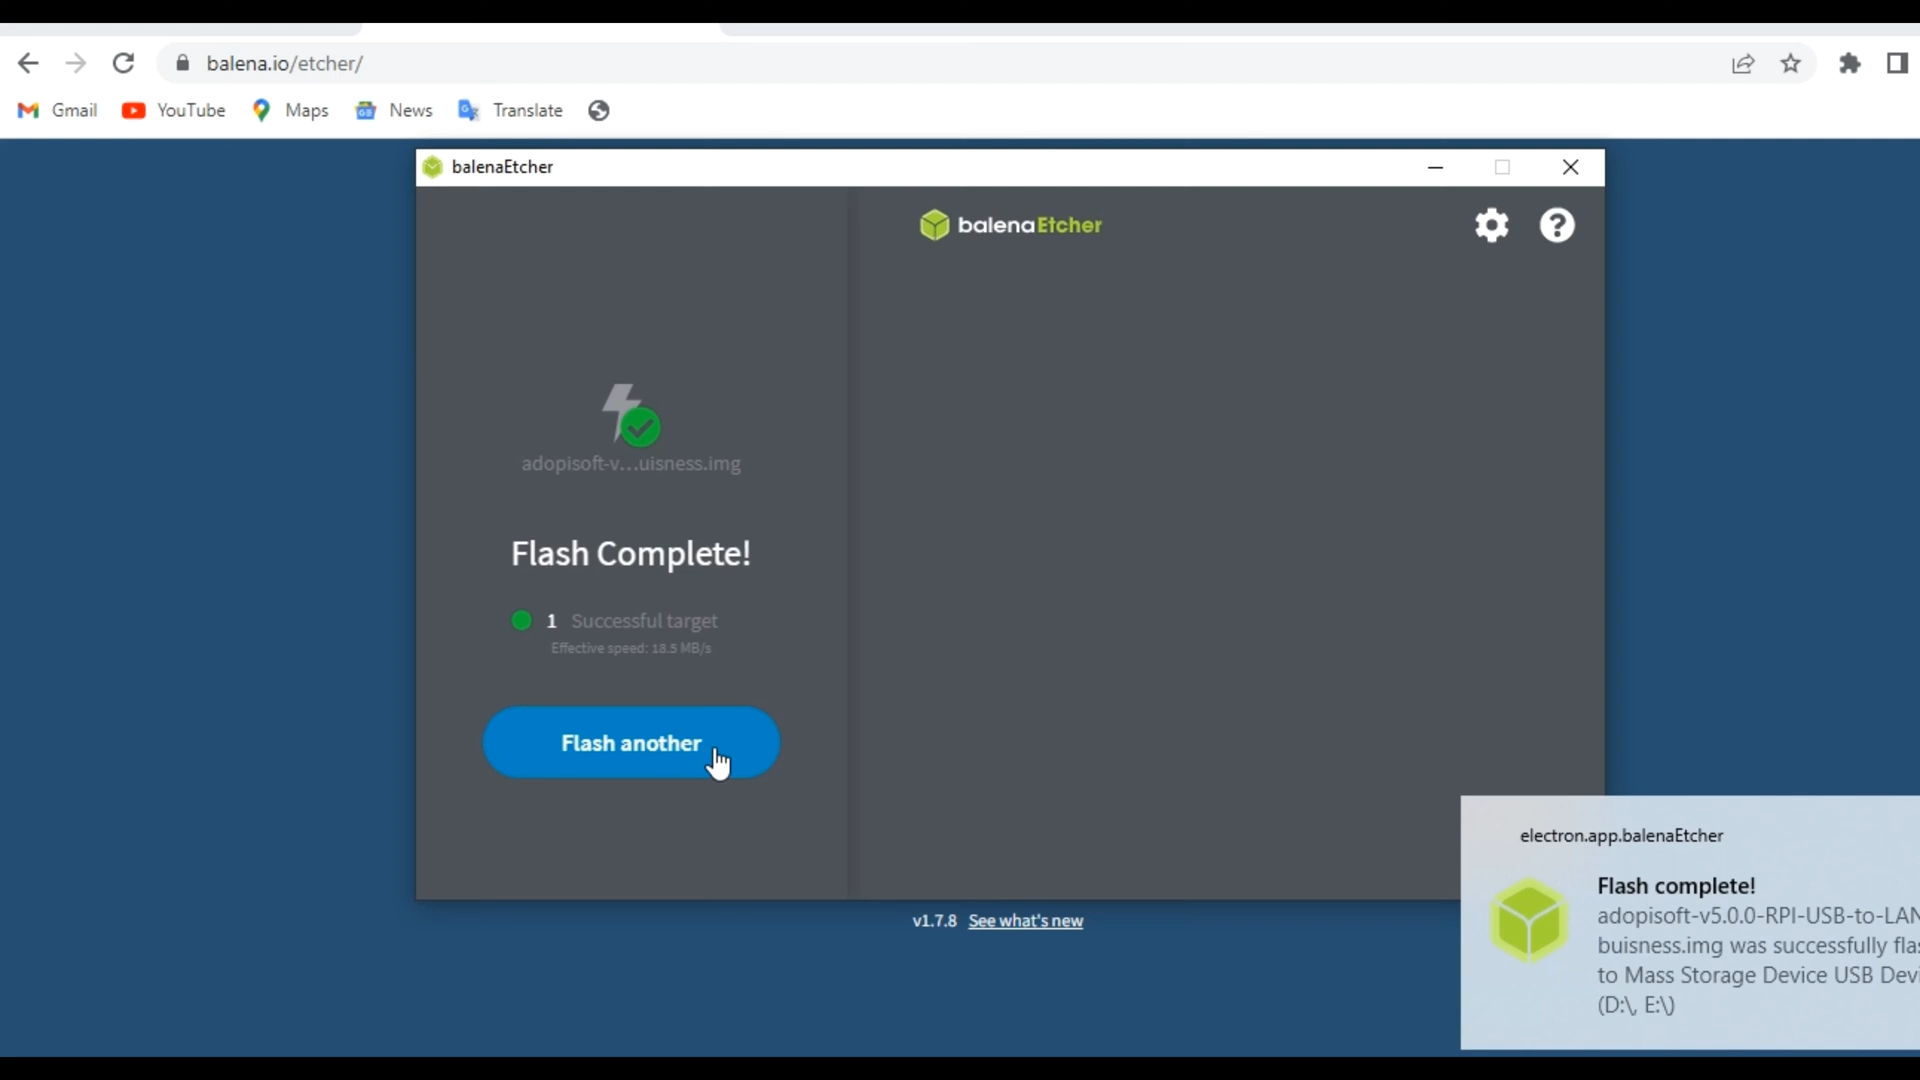 balena.io/etcher/
Gmail YouTube Maps News Translate
balenaEtcher
balenaEtcher
adopisoft-v...uisness.img
Flash Complete!
1 Successful target
Effective speed: 18.5 MB/s
Flash another
v1.7.8 See what's new
electron.app.balenaEtcher
Flash complete!
adopisoft-v5.0.0-RPI-USB-to-LAN
buisness.img was successfully fla
to Mass Storage Device USB Devi
(D:\, E:\)